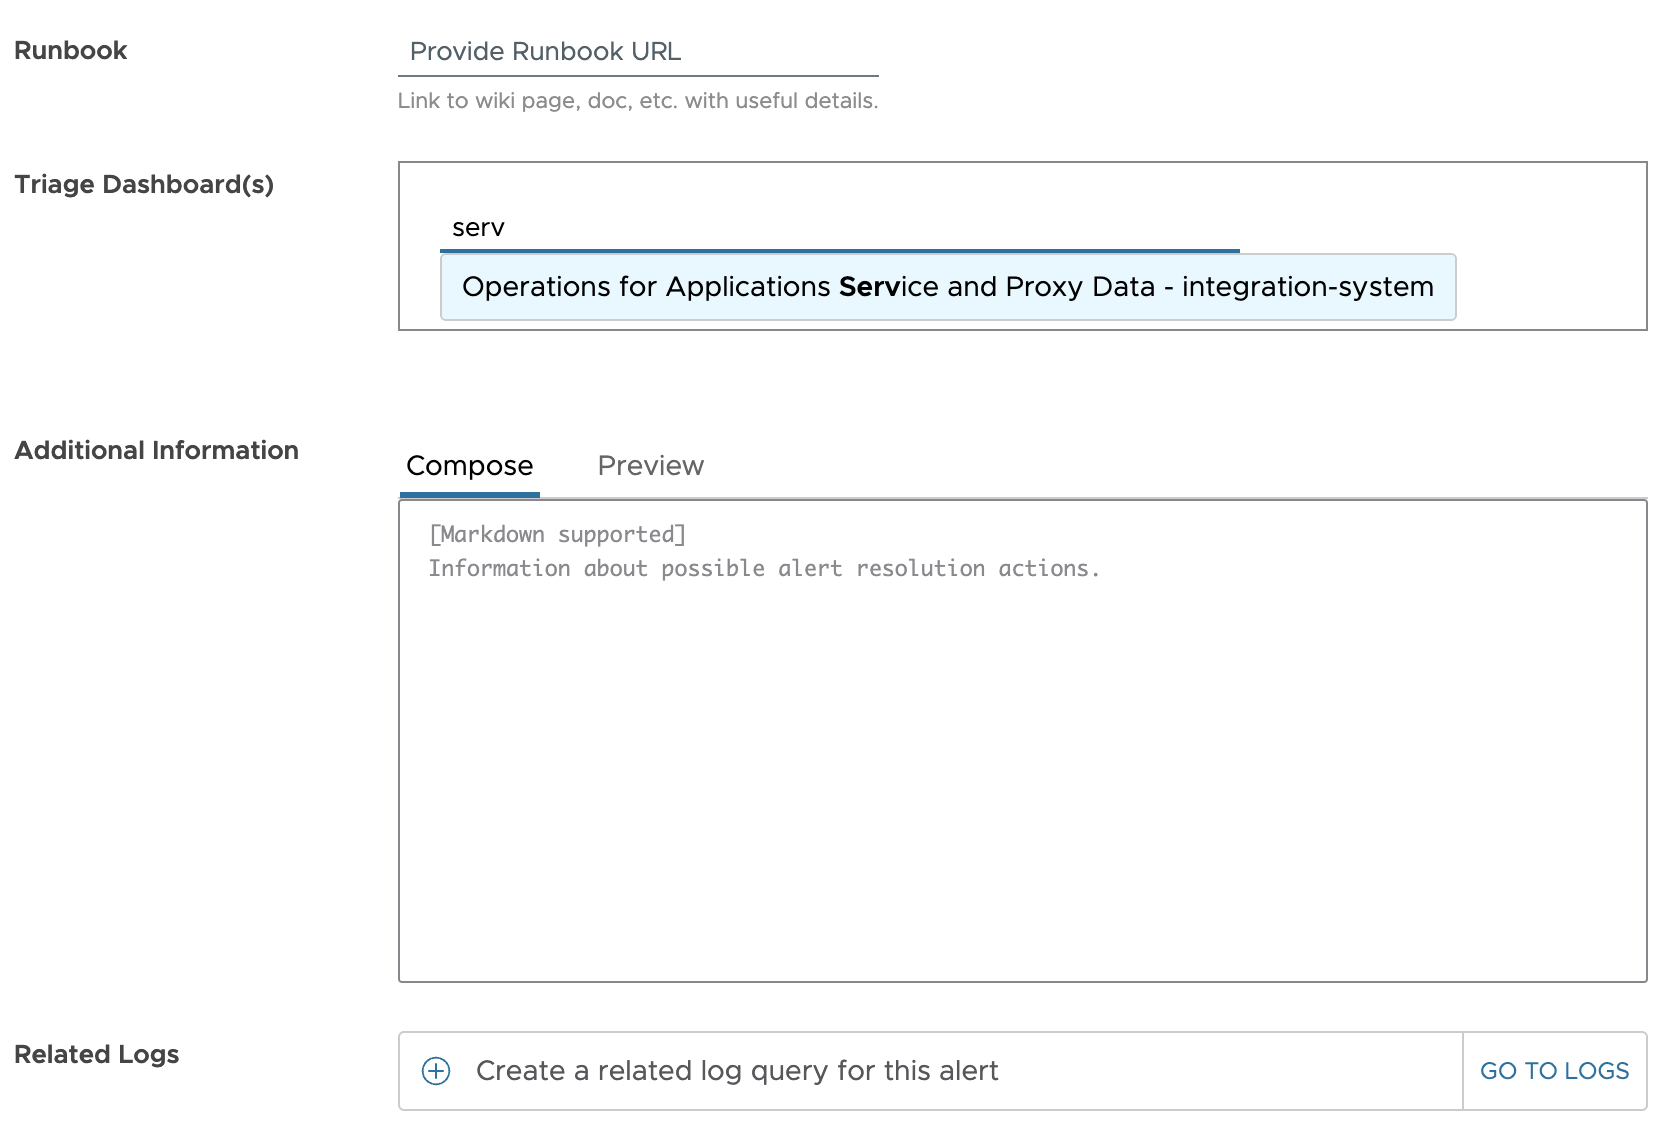 Runbook
Provide Runbook URL
Link to wiki page, doc, etc. with useful details.
Triage Dashboard(s)
serv
Operations for Applications Service and Proxy Data - integration-system
Additional Information
Compose
Preview
[Markdown supported]
Information about possible alert resolution actions.
Related Logs
Create a related log query for this alert
GO TO LOGS